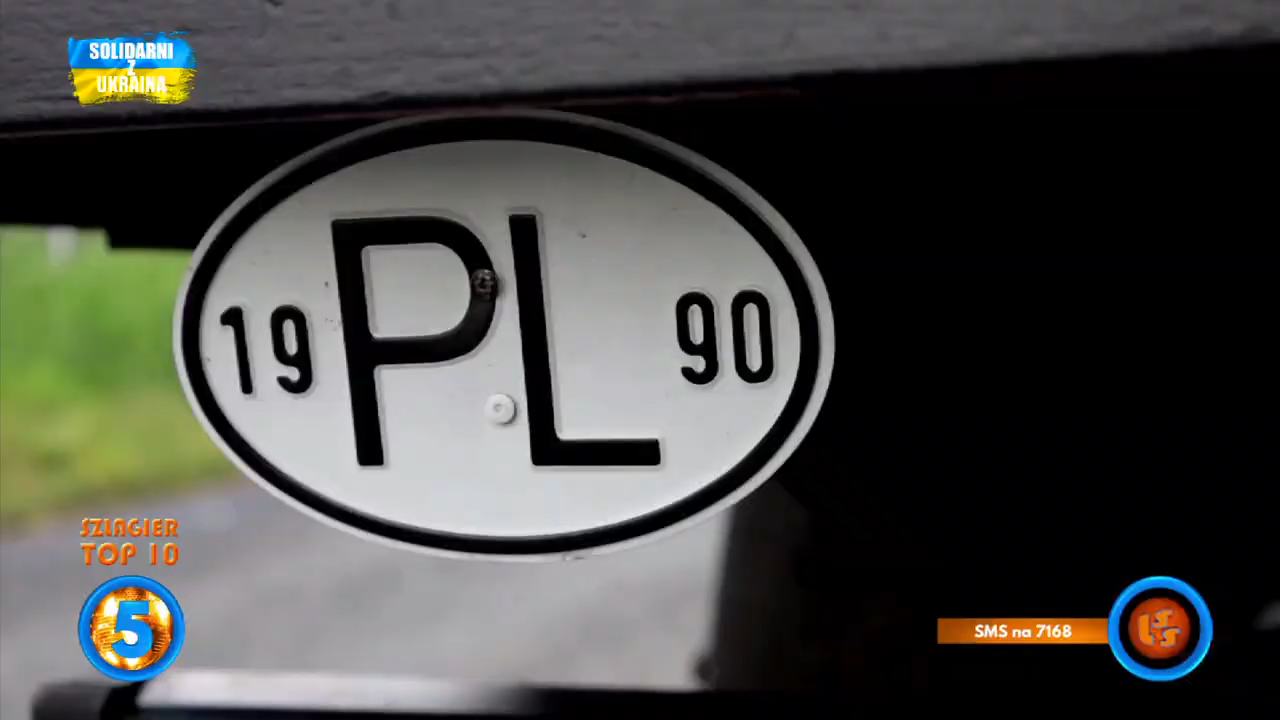 SOLIDARNI
Z
UKRAINA
19 PL 90
SZLAGIER
TOP 10
5
SMS na 7168